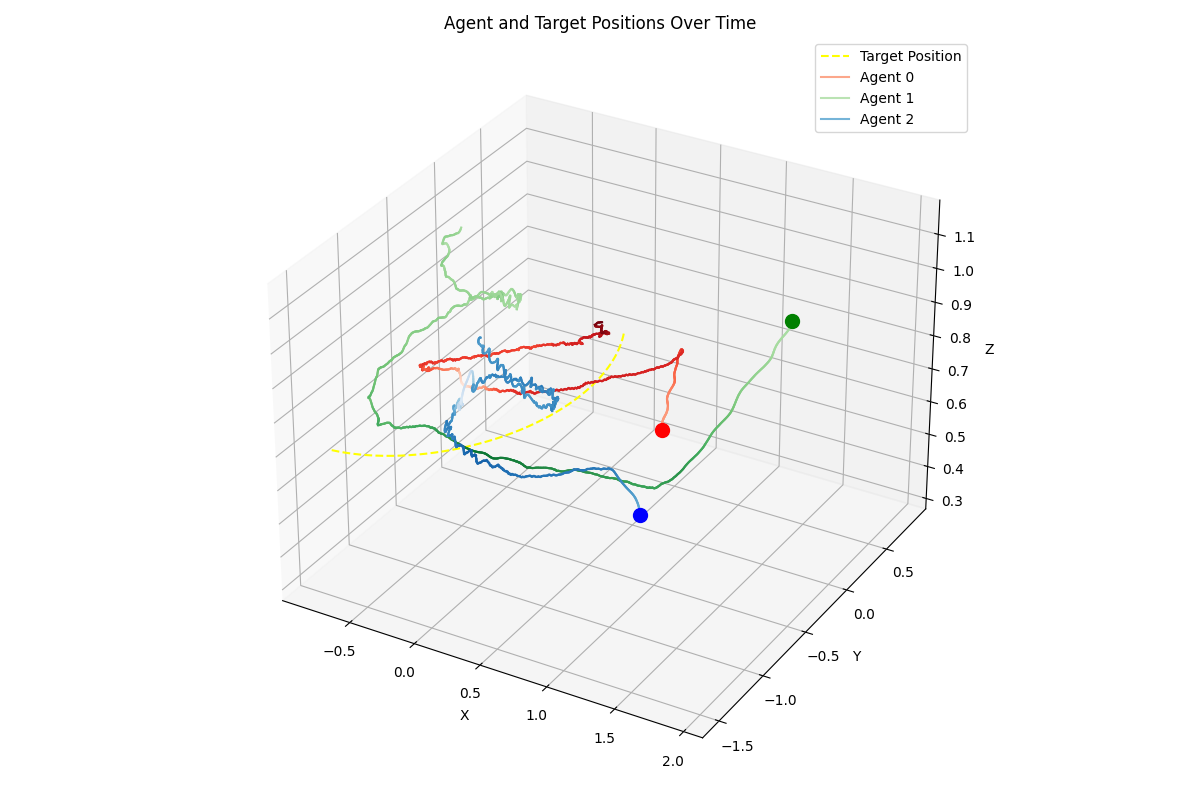 Agent and Target Positions Over Time
Target Position
Agent 0
Agent 1
Agent 2
1.1
1.0
0.9
0.8
Z
0.7
0.6
0.5
0.4
0.3
0.5
0.0
−0.5
Y
−1.0
−1.5
−0.5
0.0
0.5
X
1.0
1.5
2.0